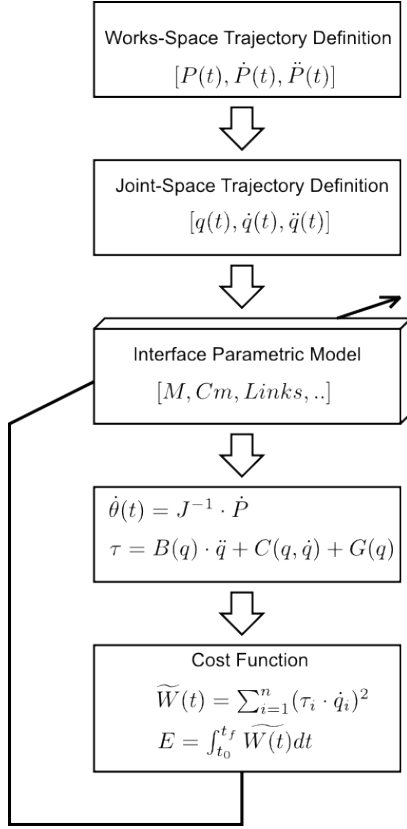 Works-Space Trajectory Definition
[P(t), Ṗ(t), P̈(t)]
Joint-Space Trajectory Definition
[q(t), q̇(t), q̈(t)]
Interface Parametric Model
[M, Cm, Links, ..]
θ̇(t) = J⁻¹ · Ṗ
τ = B(q) · q̈ + C(q, q̇) + G(q)
Cost Function
W̃(t) = ∑ⁿᵢ₌₁(τᵢ · q̇ᵢ)²
E = ∫_{t₀}^{t_f} W̃(t)dt